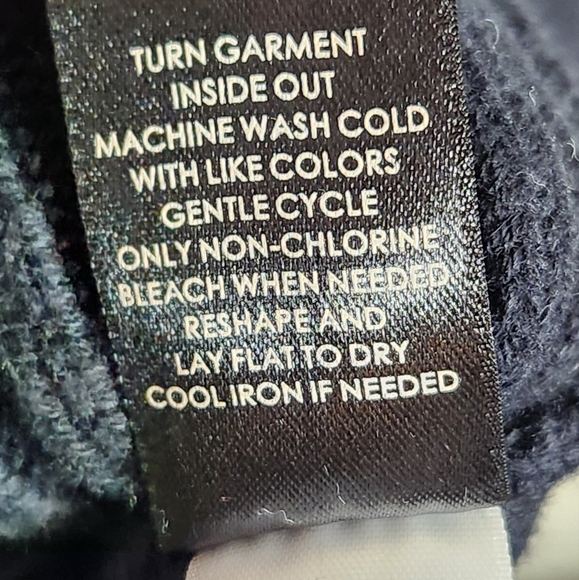 TURN GARMENT
INSIDE OUT
MACHINE WASH COLD
WITH LIKE COLORS
GENTLE CYCLE
ONLY NON-CHLORINE
BLEACH WHEN NEEDED
RESHAPE AND
LAY FLAT TO DRY
COOL IRON IF NEEDED